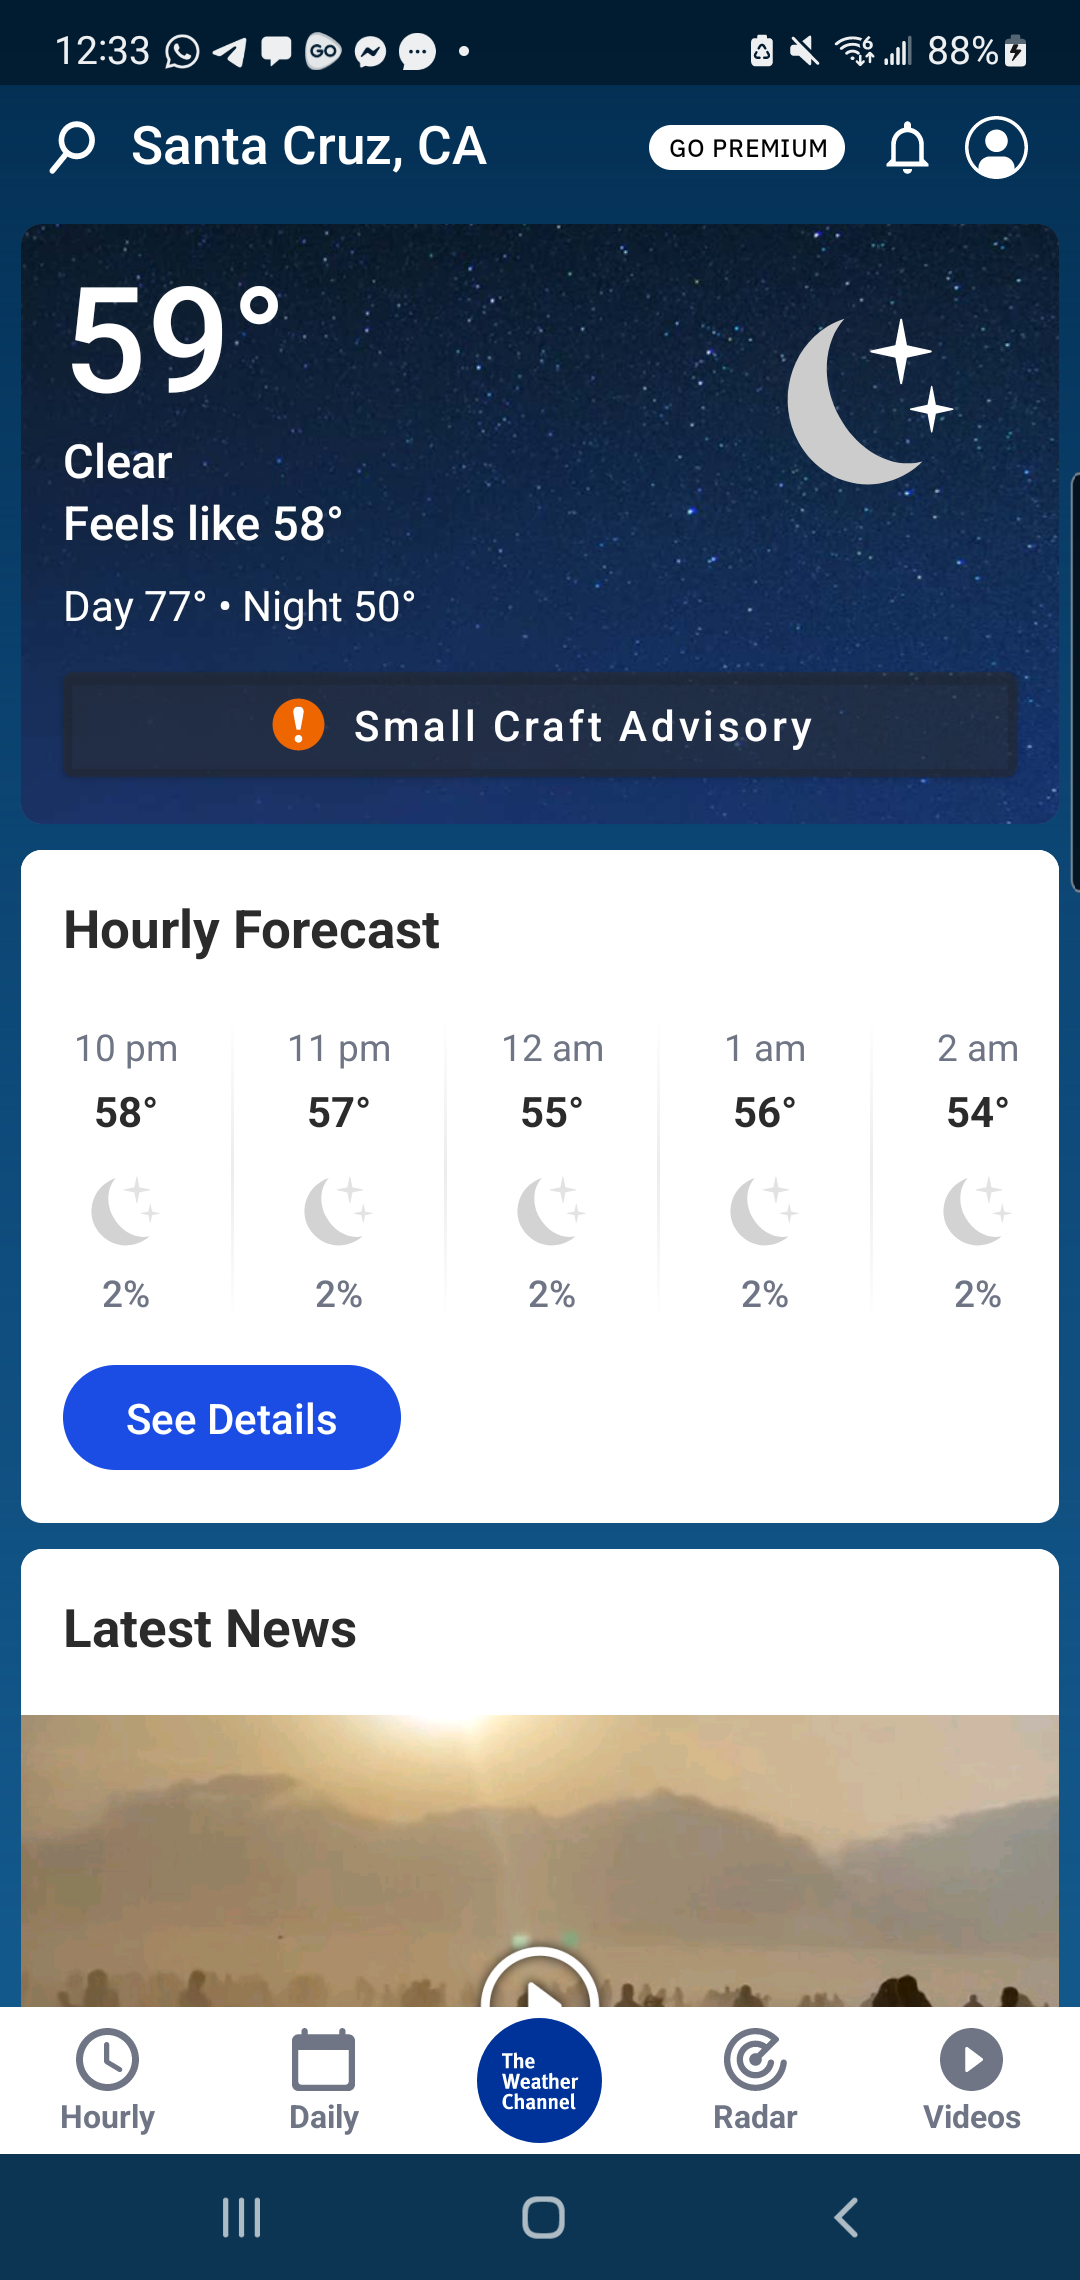 12:33 GO 6 88%
Santa Cruz, CA GO PREMIUM
59°
Clear
Feels like 58°
Day 77° • Night 50°
Small Craft Advisory
Hourly Forecast
10 pm 11 pm 12 am 1 am 2 am
58° 57° 55° 56° 54°
2% 2% 2% 2% 2%
See Details
Latest News
The
Weather
Channel
Hourly Daily Radar Videos